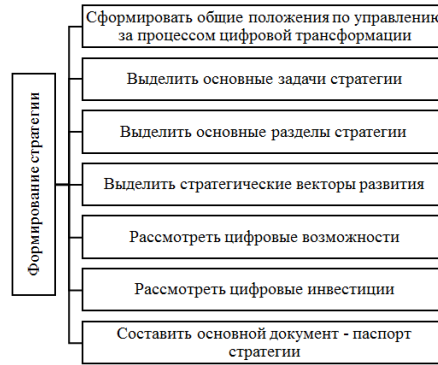 Формирование стратегии
Сформировать общие положения по управлению
за процессом цифровой трансформации
Выделить основные задачи стратегии
Выделить основные разделы стратегии
Выделить стратегические векторы развития
Рассмотреть цифровые возможности
Рассмотреть цифровые инвестиции
Составить основной документ - паспорт
стратегии